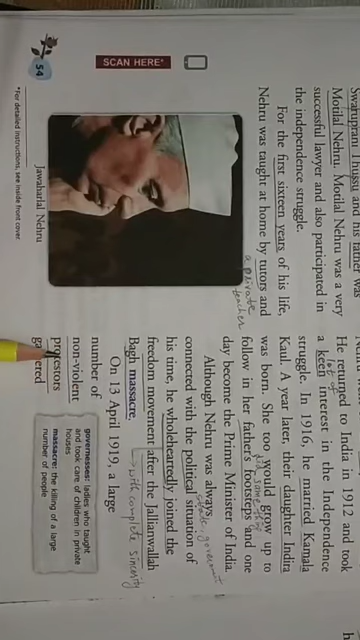 Swaruprani Thussu and his father was
Motilal Nehru. Motilal Nehru was a very
successful lawyer and also participated in
the independence struggle.
For the first sixteen years of his life,
Nehru was taught at home by tutors and
a private
teacher
SCAN HERE*
Jawaharlal Nehru
54
*For detailed instructions, see inside front cover.
He returned to India in 1912 and took
lot of
a keen interest in the Independence
struggle. In 1916, he married Kamala
Kaul. A year later, their daughter Indira
was born. She too would grow up to
follow in her father's footsteps and one
day become the Prime Minister of India.
Although Nehru was always
connected with the political situation of
his time, he wholeheartedly joined the
with complete sincerity
freedom movement after the Jallianwallah
Bagh massacre.
On 13 April 1919, a large
number of
non-violent
protestors
gathered
governesses: ladies who taught
and took care of children in private
houses
massacre: the killing of a large
number of people